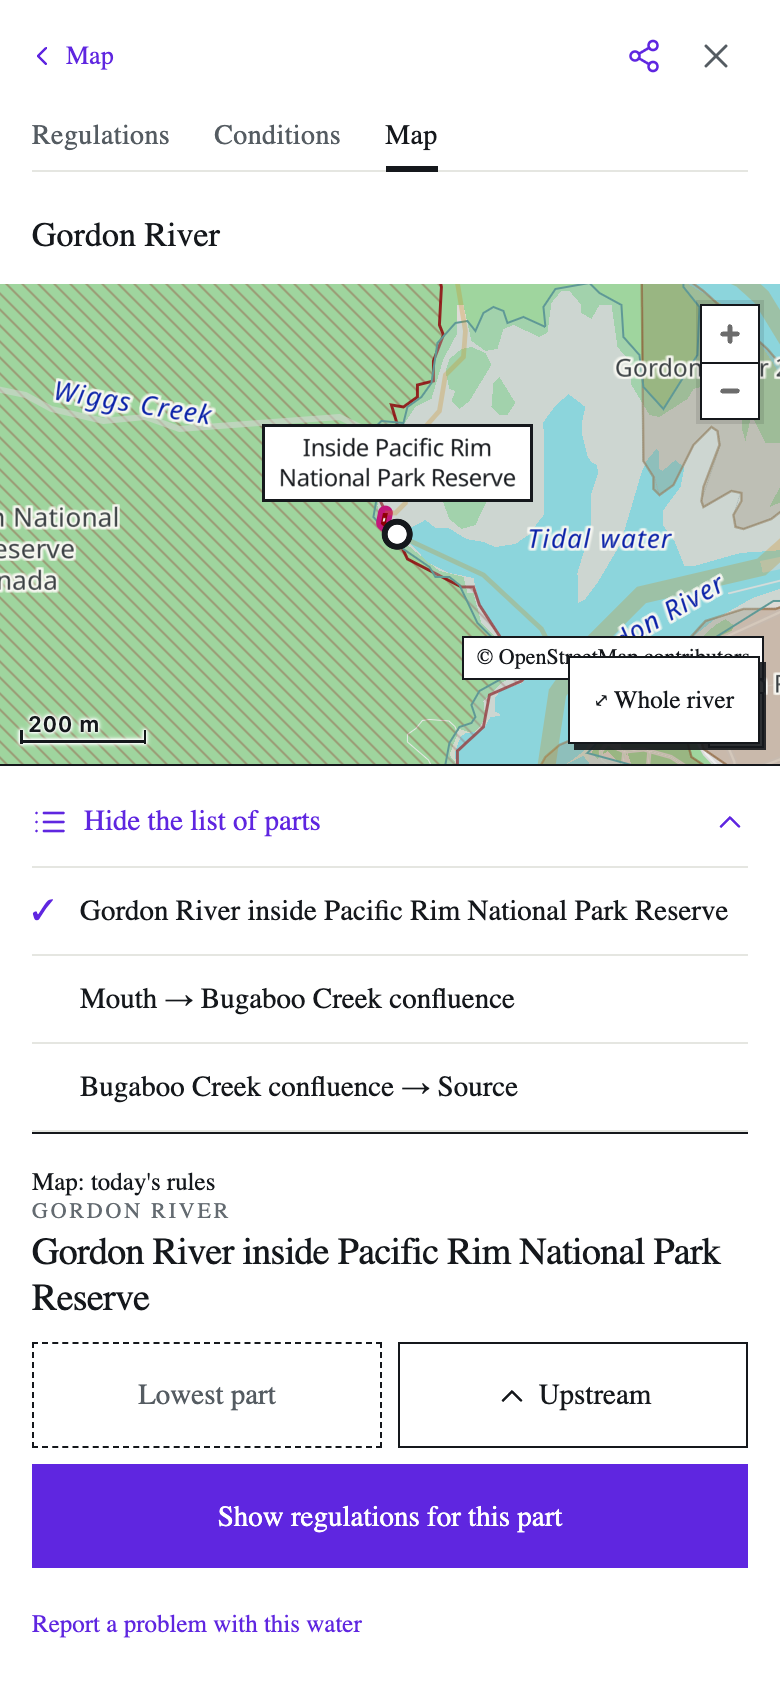 Map
Regulations Conditions Map
Gordon River
Wiggs Creek
Gordon
Inside Pacific Rim
National Park Reserve
National
Tidal water
River
© OpenStreetMap contributors
Whole river
200 m
Hide the list of parts
✓ Gordon River inside Pacific Rim National Park Reserve
Mouth → Bugaboo Creek confluence
Bugaboo Creek confluence → Source
Map: today's rules
GORDON RIVER
Gordon River inside Pacific Rim National Park
Reserve
Lowest part
Upstream
Show regulations for this part
Report a problem with this water